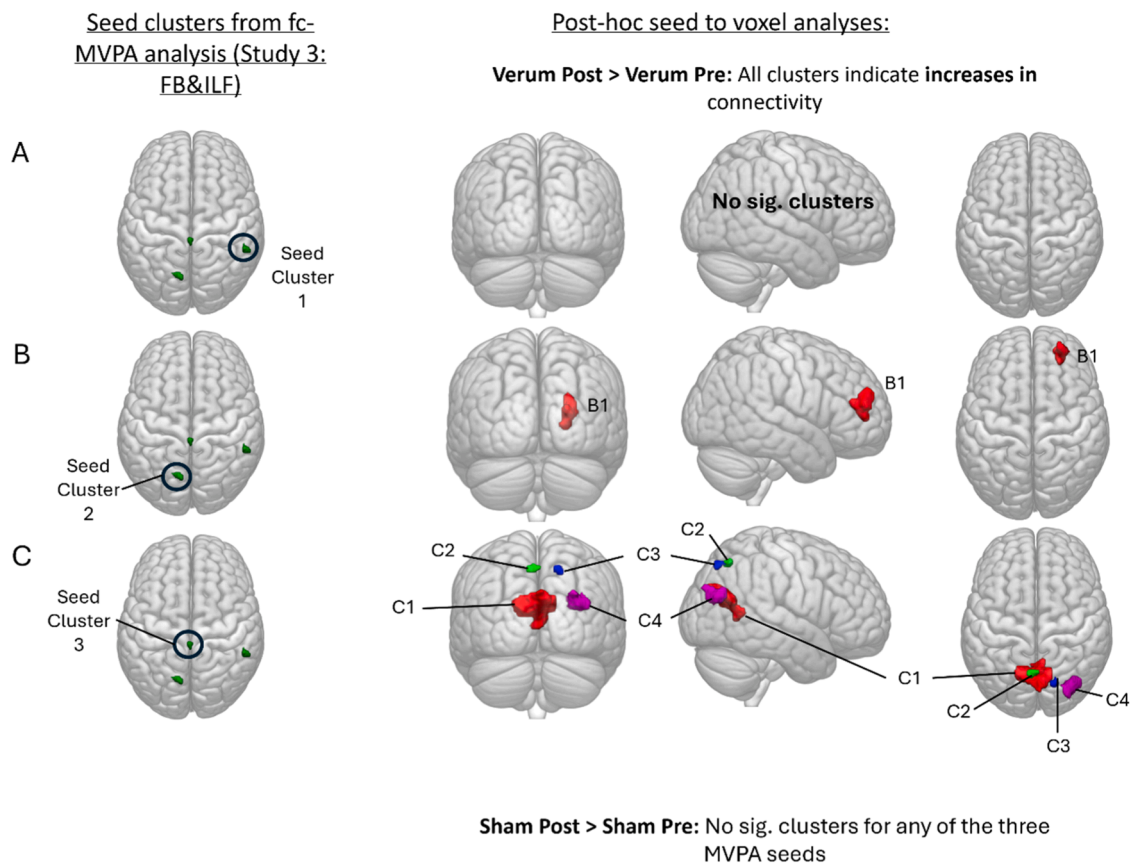 Seed clusters from fc-
MVPA analysis (Study 3:
FB&ILF)
Post-hoc seed to voxel analyses:
Verum Post > Verum Pre: All clusters indicate increases in
connectivity
A
Seed
Cluster
1
No sig. clusters
B
Seed
Cluster
2
B1
B1
B1
C
Seed
Cluster
3
C2
C3
C2
C1
C4
C1
C2
C4
C3
Sham Post > Sham Pre: No sig. clusters for any of the three
MVPA seeds